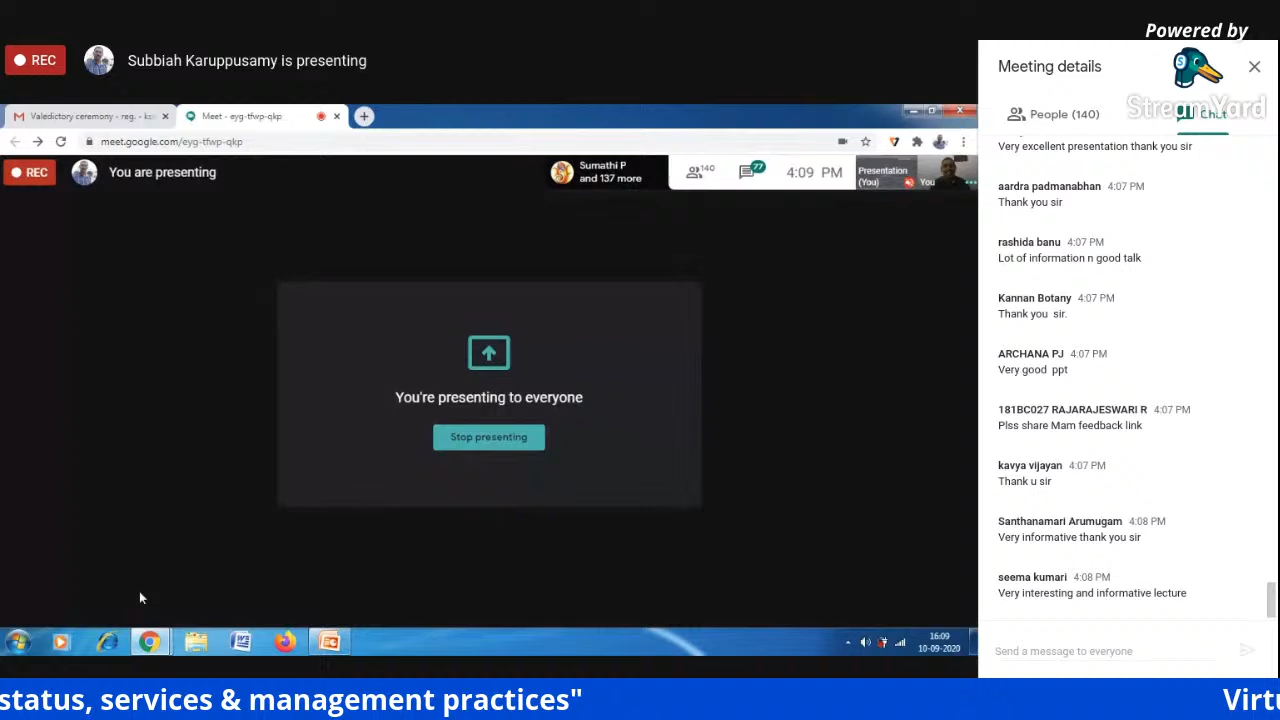 Powered by
REC
Subbiah Karuppusamy is presenting
Meeting details
StreamYard
People (140)
Chat
Valedictory ceremony - reg. - ks
Meet - eyg-tfwp-qkp
meet.google.com/eyg-tfwp-qkp
REC
You are presenting
Sumathi P
and 137 more
140
77
4:09 PM
Presentation
(You)
You
You're presenting to everyone
Stop presenting
Very excellent presentation thank you sir
aardra padmanabhan 4:07 PM
Thank you sir
rashida banu 4:07 PM
Lot of information n good talk
Kannan Botany 4:07 PM
Thank you sir.
ARCHANA PJ 4:07 PM
Very good ppt
181BC027 RAJARAJESWARI R 4:07 PM
Plss share Mam feedback link
kavya vijayan 4:07 PM
Thank u sir
Santhanamari Arumugam 4:08 PM
Very informative thank you sir
seema kumari 4:08 PM
Very interesting and informative lecture
Send a message to everyone
16:09
10-09-2020
status, services & management practices"
Virtu